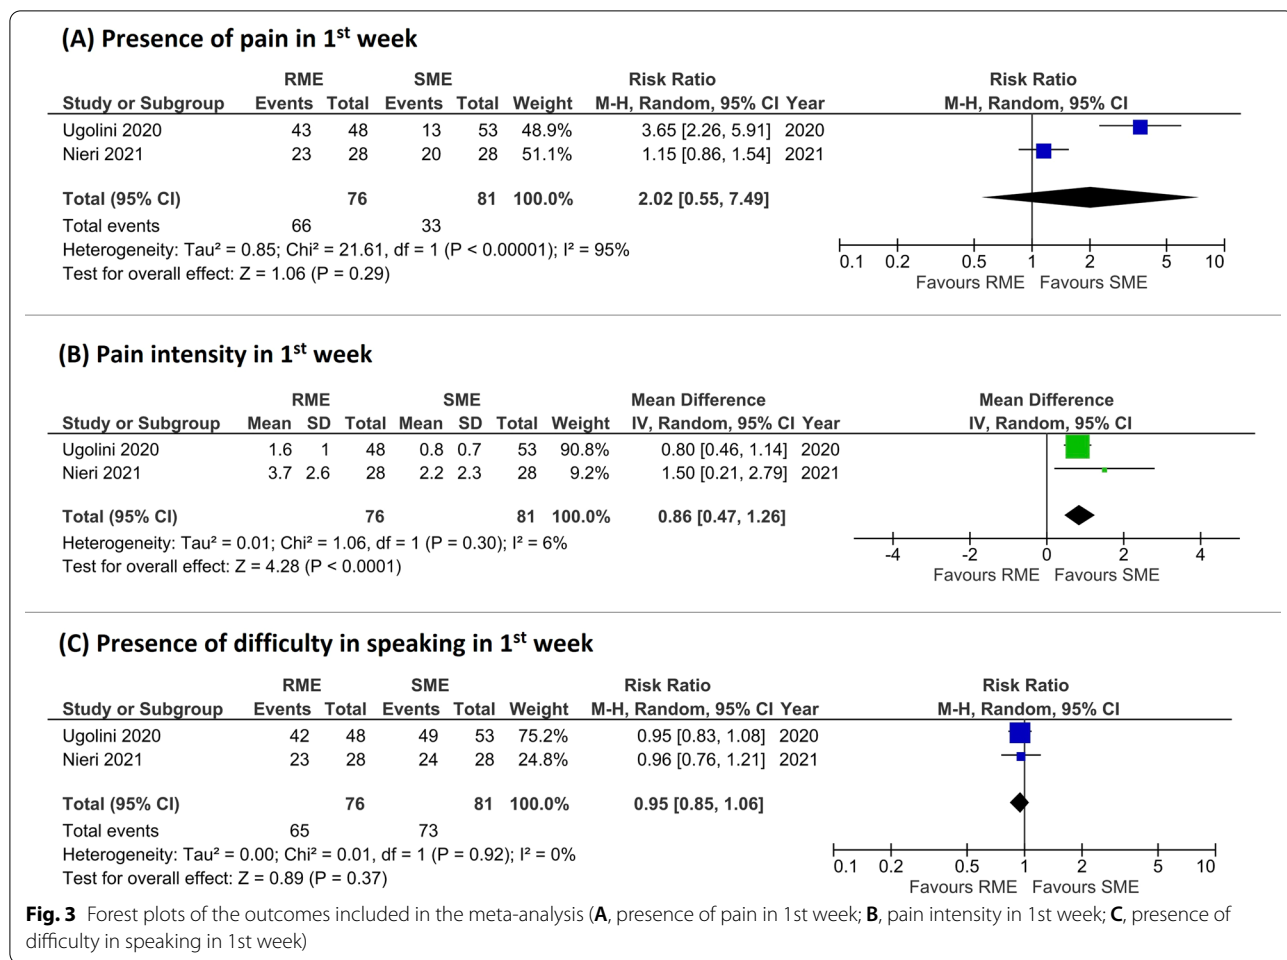 (A) Presence of pain in 1st week
RME SME Risk Ratio Risk Ratio
Study or Subgroup Events Total Events Total Weight M-H, Random, 95% CI Year M-H, Random, 95% CI
Ugolini 2020 43 48 13 53 48.9% 3.65 [2.26, 5.91] 2020
Nieri 2021 23 28 20 28 51.1% 1.15 [0.86, 1.54] 2021
Total (95% CI) 76 81 100.0% 2.02 [0.55, 7.49]
Total events 66 33
Heterogeneity: Tau² = 0.85; Chi² = 21.61, df = 1 (P < 0.00001); I² = 95%
Test for overall effect: Z = 1.06 (P = 0.29)
0.1 0.2 0.5 1 2 5 10
Favours RME Favours SME
(B) Pain intensity in 1st week
RME SME Mean Difference Mean Difference
Study or Subgroup Mean SD Total Mean SD Total Weight IV, Random, 95% CI Year IV, Random, 95% CI
Ugolini 2020 1.6 1 48 0.8 0.7 53 90.8% 0.80 [0.46, 1.14] 2020
Nieri 2021 3.7 2.6 28 2.2 2.3 28 9.2% 1.50 [0.21, 2.79] 2021
Total (95% CI) 76 81 100.0% 0.86 [0.47, 1.26]
Heterogeneity: Tau² = 0.01; Chi² = 1.06, df = 1 (P = 0.30); I² = 6%
Test for overall effect: Z = 4.28 (P < 0.0001)
-4 -2 0 2 4
Favours RME Favours SME
(C) Presence of difficulty in speaking in 1st week
RME SME Risk Ratio Risk Ratio
Study or Subgroup Events Total Events Total Weight M-H, Random, 95% CI Year M-H, Random, 95% CI
Ugolini 2020 42 48 49 53 75.2% 0.95 [0.83, 1.08] 2020
Nieri 2021 23 28 24 28 24.8% 0.96 [0.76, 1.21] 2021
Total (95% CI) 76 81 100.0% 0.95 [0.85, 1.06]
Total events 65 73
Heterogeneity: Tau² = 0.00; Chi² = 0.01, df = 1 (P = 0.92); I² = 0%
Test for overall effect: Z = 0.89 (P = 0.37)
0.1 0.2 0.5 1 2 5 10
Favours RME Favours SME
Fig. 3 Forest plots of the outcomes included in the meta-analysis (A, presence of pain in 1st week; B, pain intensity in 1st week; C, presence of
difficulty in speaking in 1st week)